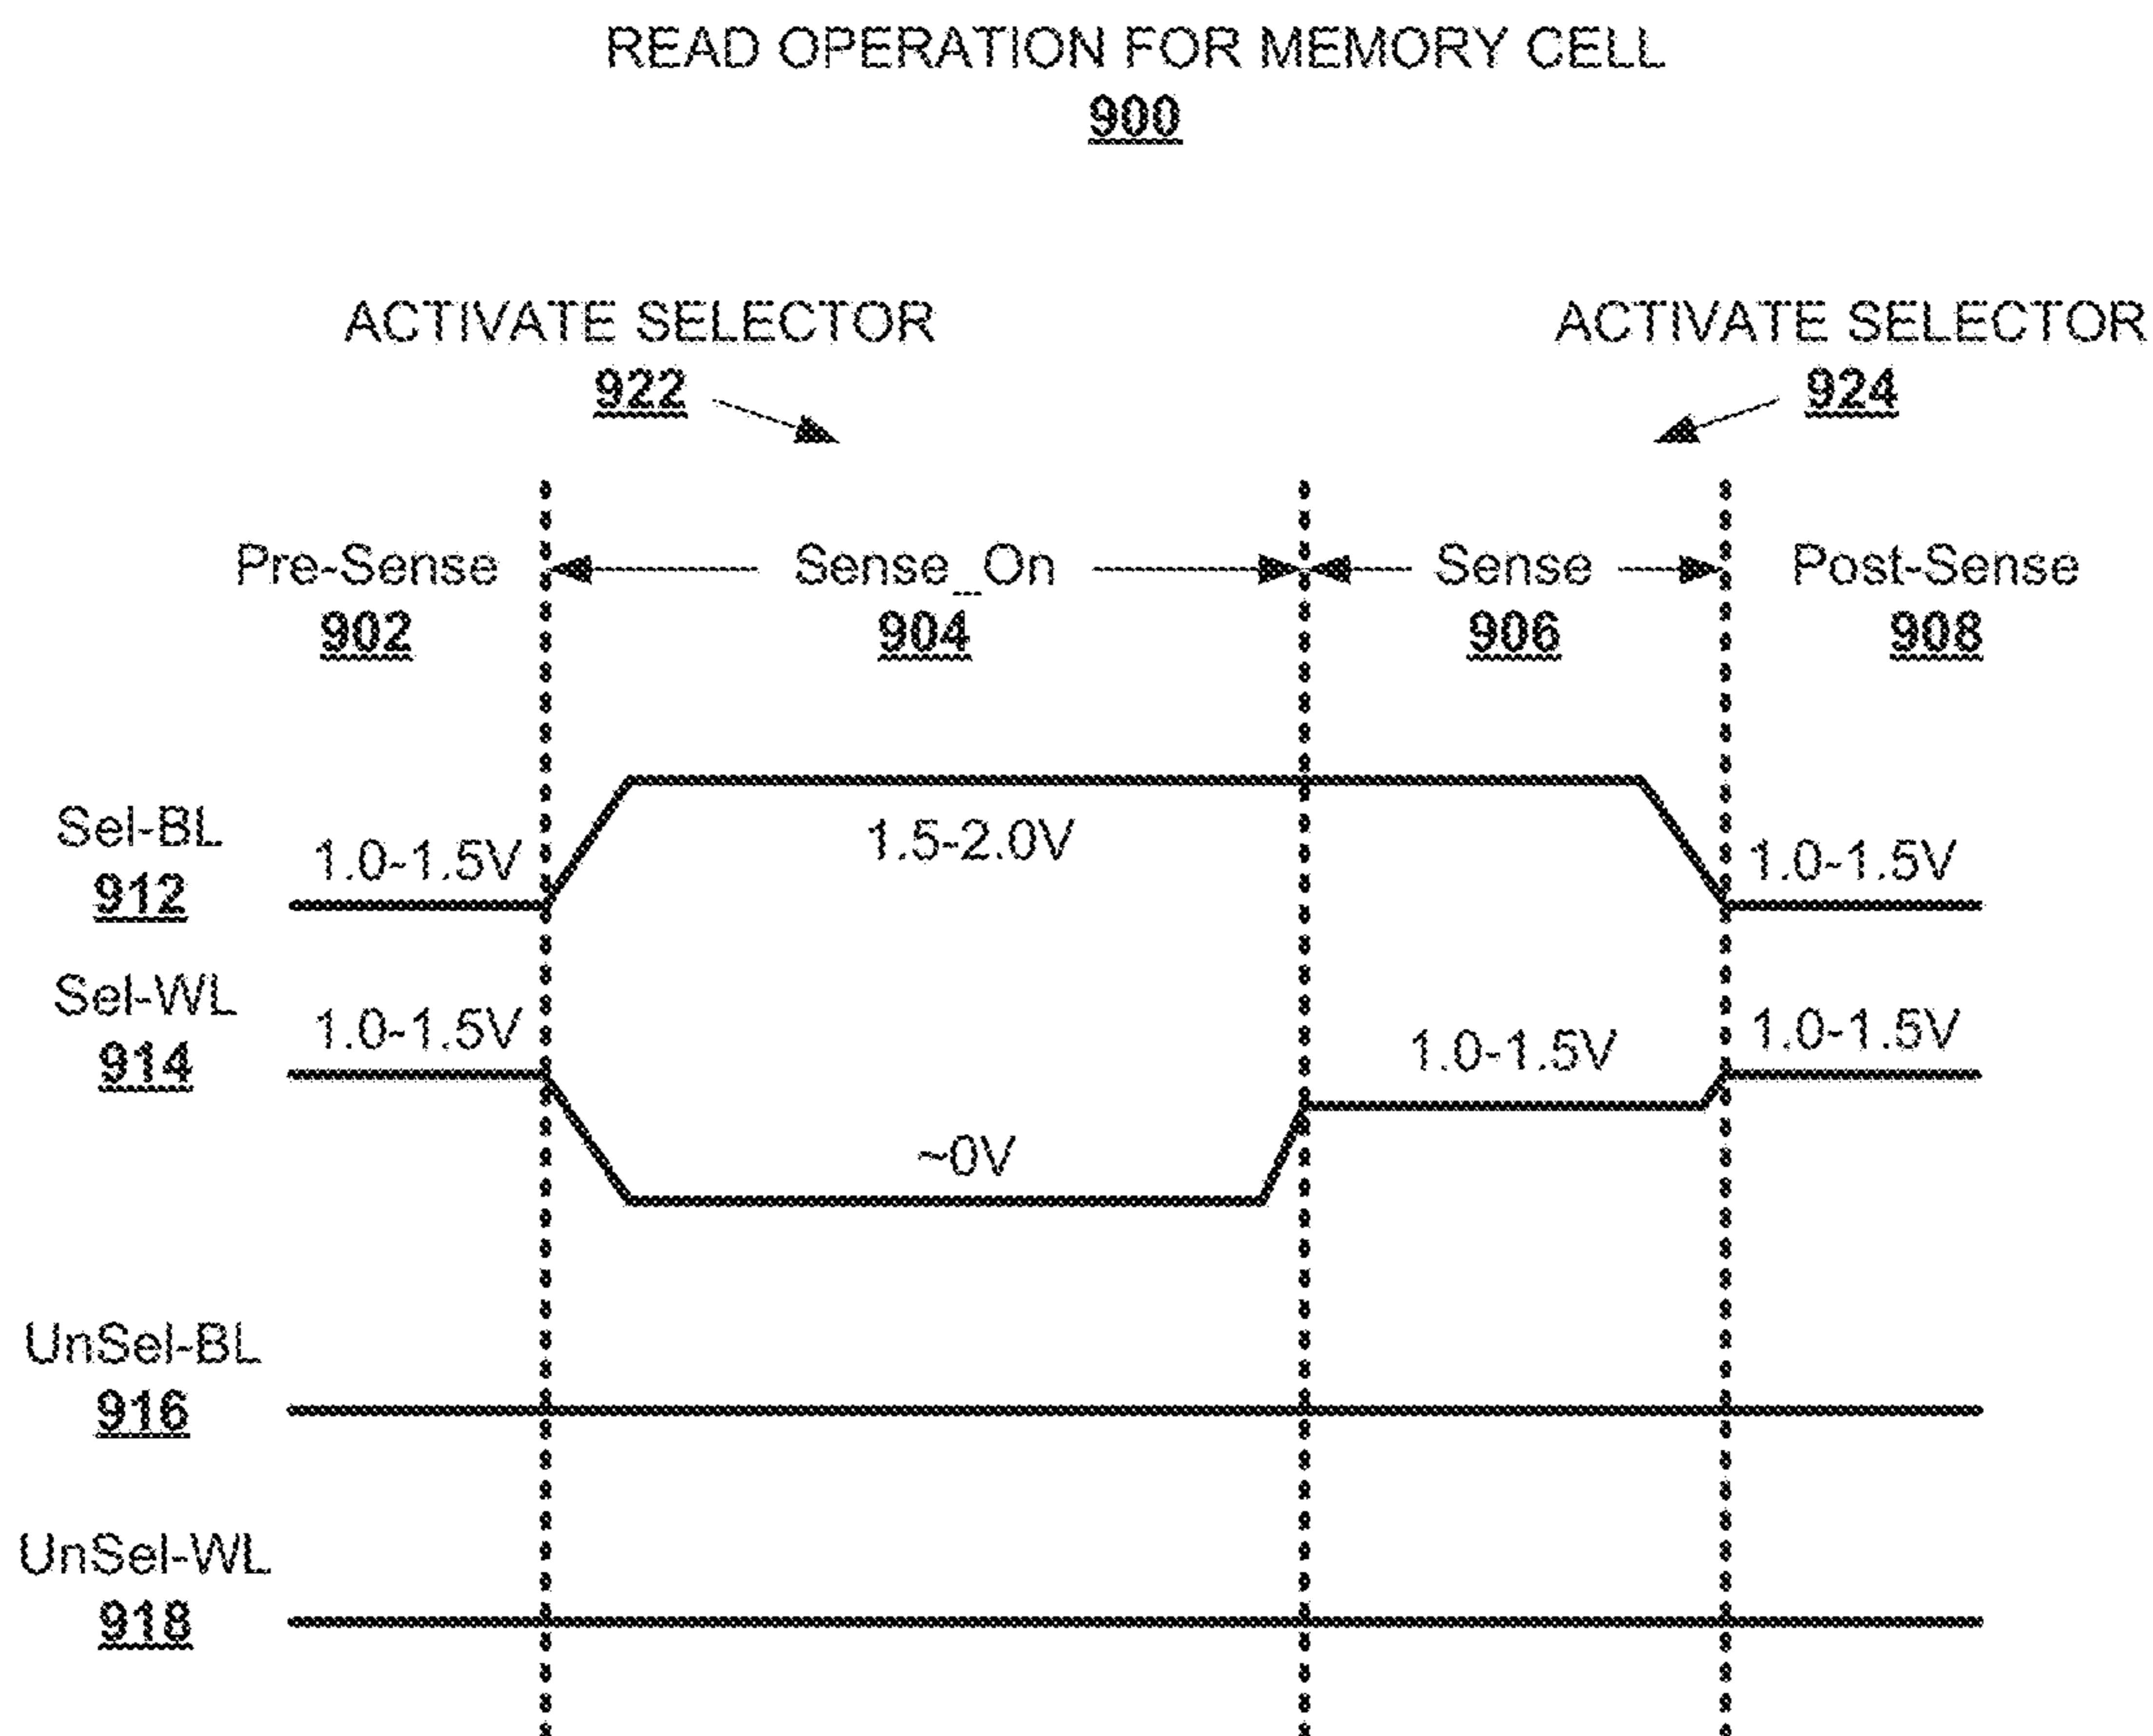 READ OPERATION FOR MEMORY CELL
900
ACTIVATE SELECTOR
922
ACTIVATE SELECTOR
924
Pre-Sense
902
Sense_On
904
Sense
906
Post-Sense
908
Sel-BL
912
1.0-1.5V
1.5-2.0V
1.0-1.5V
Sel-WL
914
1.0-1.5V
~0V
1.0-1.5V
1.0-1.5V
UnSel-BL
916
UnSel-WL
918